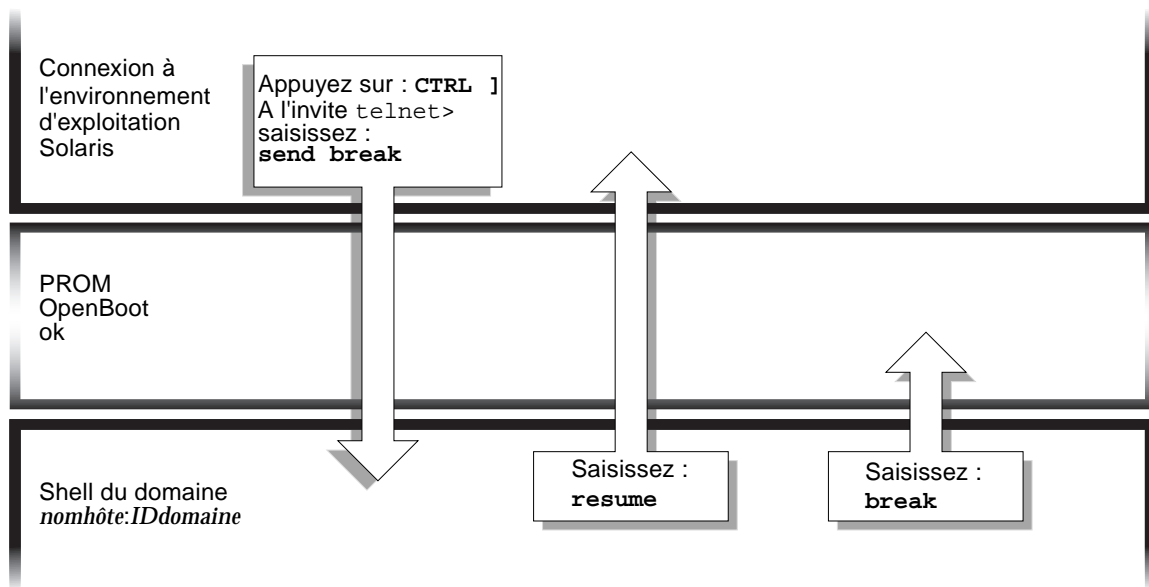 Connexion à
l'environnement
d'exploitation
Solaris
Appuyez sur : CTRL ]
A l'invite telnet>
saisissez :
send break
PROM
OpenBoot
ok
Shell du domaine
nomhôte:IDdomaine
Saisissez :
resume
Saisissez :
break